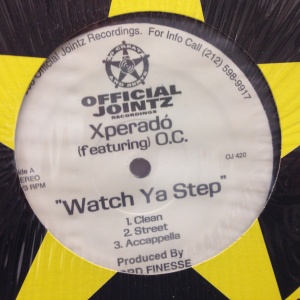 Official Jointz Recordings. For Info Call (212) 598-9917
OFFICIAL
JOINTZ
RECORDINGS
Xperadó
(featuring) O.C.
Side A
STEREO
RPM
OJ 420
"Watch Ya Step"
1. Clean
2. Street
3. Accappella
Produced By
LORD FINESSE